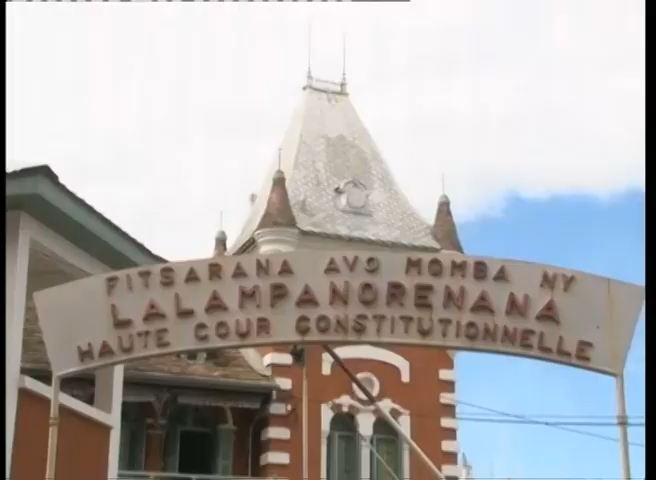 FITSARANA AVO MOMBA NY
LALAMPANORENANA
HAUTE COUR CONSTITUTIONNELLE